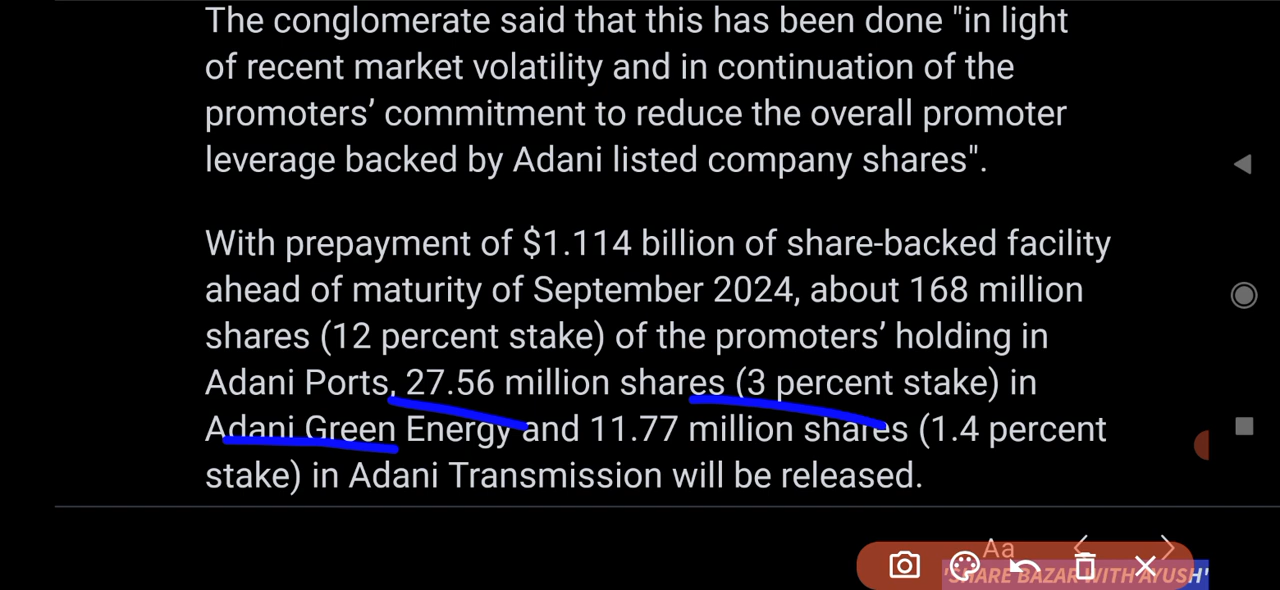 The conglomerate said that this has been done "in light
of recent market volatility and in continuation of the
promoters’ commitment to reduce the overall promoter
leverage backed by Adani listed company shares".
With prepayment of $1.114 billion of share-backed facility
ahead of maturity of September 2024, about 168 million
shares (12 percent stake) of the promoters’ holding in
Adani Ports, 27.56 million shares (3 percent stake) in
Adani Green Energy and 11.77 million shares (1.4 percent
stake) in Adani Transmission will be released.
Aa
'SHARE BAZAR WITH AYUSH'